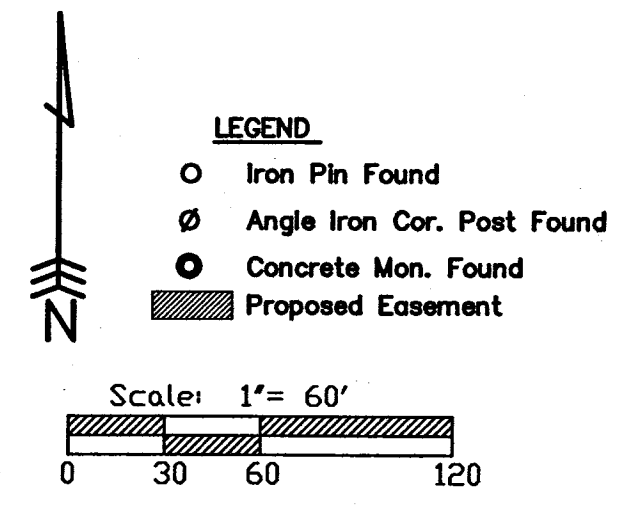 LEGEND
Iron Pin Found
Angle Iron Cor. Post Found
Concrete Mon. Found
Proposed Easement
N
Scale: 1"= 60'
0 30 60 120